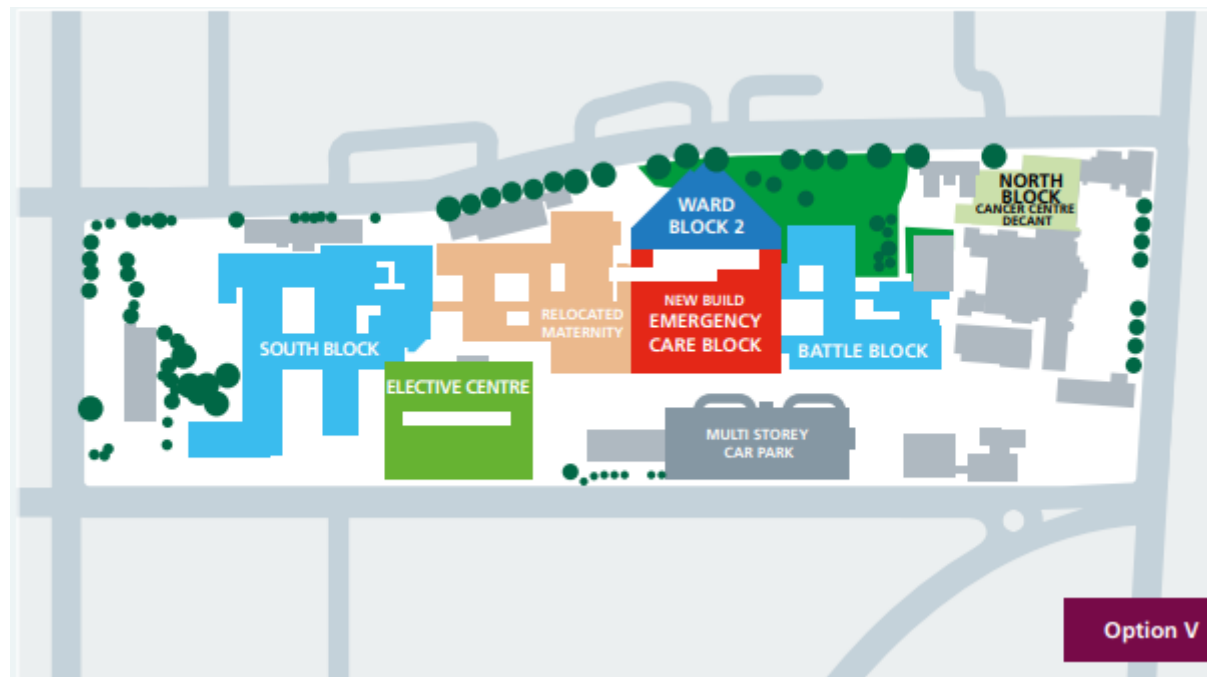 WARD
BLOCK 2
NORTH
BLOCK
CANCER CENTRE
DECANT
RELOCATED
MATERNITY
NEW BUILD
EMERGENCY
CARE BLOCK
SOUTH BLOCK
BATTLE BLOCK
ELECTIVE CENTRE
MULTI STOREY
CAR PARK
Option V